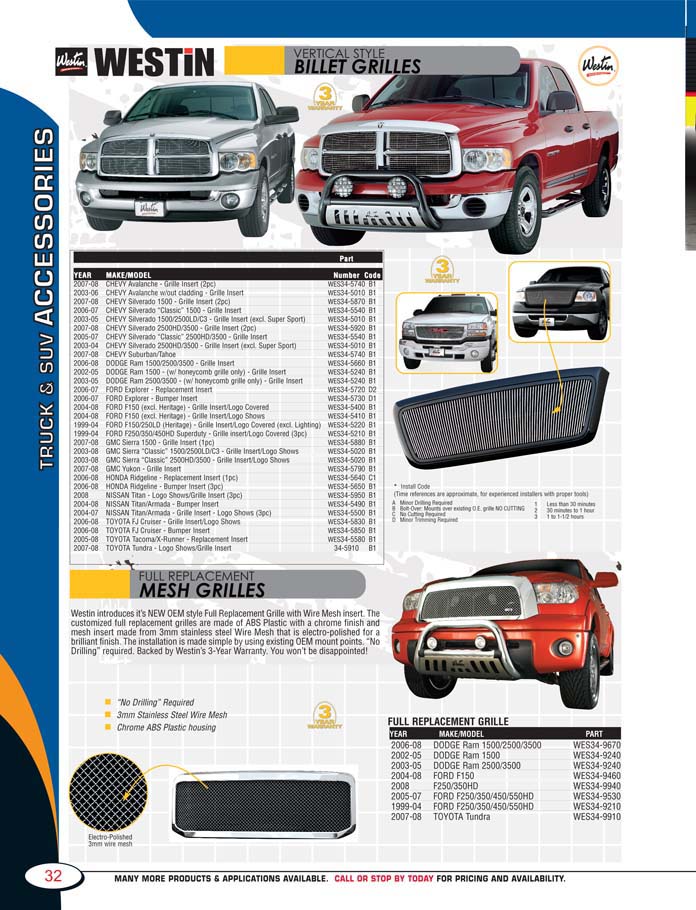 Westin
WESTiN
VERTICAL STYLE
BILLET GRILLES
Westin
3
YEAR
WARRANTY
TRUCK & SUV ACCESSORIES
Part
YEAR MAKE/MODEL Number Code
2007-08 CHEVY Avalanche - Grille Insert (2pc) WES34-5740 B1
2003-06 CHEVY Avalanche w/out cladding - Grille Insert WES34-5010 B1
2007-08 CHEVY Silverado 1500 - Grille Insert (2pc) WES34-5870 B1
2006-07 CHEVY Silverado "Classic" 1500 - Grille Insert WES34-5540 B1
2003-05 CHEVY Silverado 1500/2500LD/C3 - Grille Insert (excl. Super Sport) WES34-5010 B1
2007-08 CHEVY Silverado 2500HD/3500 - Grille Insert (2pc) WES34-5920 B1
2005-07 CHEVY Silverado "Classic" 2500HD/3500 - Grille Insert WES34-5540 B1
2003-04 CHEVY Silverado 2500HD/3500 - Grille Insert (excl. Super Sport) WES34-5010 B1
2007-08 CHEVY Suburban/Tahoe WES34-5740 B1
2006-08 DODGE Ram 1500/2500/3500 - Grille Insert WES34-5660 B1
2002-05 DODGE Ram 1500 - (w/ honeycomb grille only) - Grille Insert WES34-5240 B1
2003-05 DODGE Ram 2500/3500 - (w/ honeycomb grille only) - Grille Insert WES34-5240 B1
2006-07 FORD Explorer - Replacement Insert WES34-5720 D2
2006-07 FORD Explorer - Bumper Insert WES34-5730 D1
2004-08 FORD F150 (excl. Heritage) - Grille Insert/Logo Covered WES34-5400 B1
2004-08 FORD F150 (excl. Heritage) - Grille Insert/Logo Shows WES34-5410 B1
1999-04 FORD F150/250LD (Heritage) - Grille Insert/Logo Covered (excl. Lighting) WES34-5220 B1
1999-04 FORD F250/350/450HD Superduty - Grille insert/Logo Covered (3pc) WES34-5210 B1
2007-08 GMC Sierra 1500 - Grille Insert (1pc) WES34-5880 B1
2003-08 GMC Sierra "Classic" 1500/2500LD/C3 - Grille Insert/Logo Shows WES34-5020 B1
2003-08 GMC Sierra "Classic" 2500HD/3500 - Grille Insert/Logo Shows WES34-5020 B1
2007-08 GMC Yukon - Grille Insert WES34-5790 B1
2006-08 HONDA Ridgeline - Replacement Insert (1pc) WES34-5640 C1
2006-08 HONDA Ridgeline - Bumper Insert (3pc) WES34-5650 B1
2008 NISSAN Titan - Logo Shows/Grille Insert (3pc) WES34-5950 B1
2004-08 NISSAN Titan/Armada - Bumper Insert WES34-5490 B1
2004-07 NISSAN Titan/Armada - Grille Insert - Logo Shows (3pc) WES34-5500 B1
2006-08 TOYOTA FJ Cruiser - Grille Insert/Logo Shows WES34-5830 B1
2006-08 TOYOTA FJ Cruiser - Bumper Insert WES34-5850 B1
2005-08 TOYOTA Tacoma/X-Runner - Replacement Insert WES34-5580 B1
2007-08 TOYOTA Tundra - Logo Shows/Grille Insert 34-5910 B1
3
YEAR
WARRANTY
* Install Code
(Time references are approximate, for experienced installers with proper tools)
A Minor Drilling Required 1 Less than 30 minutes
B Bolt-Over: Mounts over existing O.E. grille NO CUTTING 2 30 minutes to 1 hour
C No Cutting Required 3 1 to 1-1/2 hours
D Minor Trimming Required
FULL REPLACEMENT
MESH GRILLES
Westin introduces it's NEW OEM style Full Replacement Grille with Wire Mesh insert. The
customized full replacement grilles are made of ABS Plastic with a chrome finish and
mesh insert made from 3mm stainless steel Wire Mesh that is electro-polished for a
brilliant finish. The installation is made simple by using existing OEM mount points. "No
Drilling" required. Backed by Westin's 3-Year Warranty. You won't be disappointed!
"No Drilling" Required
3mm Stainless Steel Wire Mesh
Chrome ABS Plastic housing
3
YEAR
WARRANTY
Electro-Polished
3mm wire mesh
FULL REPLACEMENT GRILLE
YEAR MAKE/MODEL PART
2006-08 DODGE Ram 1500/2500/3500 WES34-9670
2002-05 DODGE Ram 1500 WES34-9240
2003-05 DODGE Ram 2500/3500 WES34-9240
2004-08 FORD F150 WES34-9460
2008 F250/350HD WES34-9940
2005-07 FORD F250/350/450/550HD WES34-9530
1999-04 FORD F250/350/450/550HD WES34-9210
2007-08 TOYOTA Tundra WES34-9910
32
MANY MORE PRODUCTS & APPLICATIONS AVAILABLE. CALL OR STOP BY TODAY FOR PRICING AND AVAILABILITY.